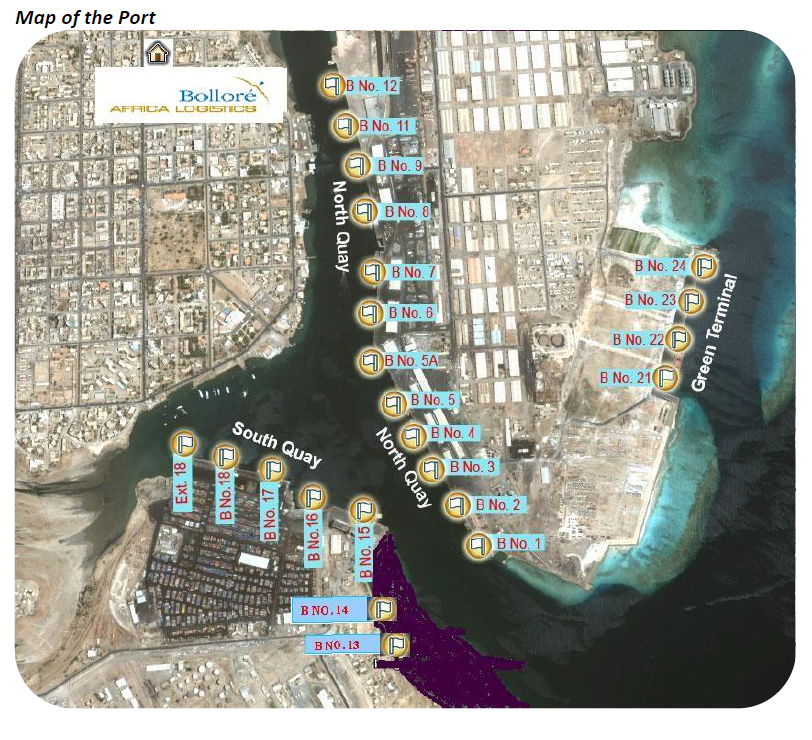 Map of the Port
Bolloré
AFRICA LOGISTICS
B No. 12
B No. 11
B No. 9
North Quay
B No. 8
B No. 7
B No. 6
B No. 5A
B No. 5
B No. 4
North Quay
B No. 3
B No. 2
B No. 1
B No. 24
B No. 23
B No. 22
B No. 21
Green Terminal
South Quay
Ext. 18
B No.18
B No. 17
B No.16
B No. 15
B NO. 14
B NO. 13